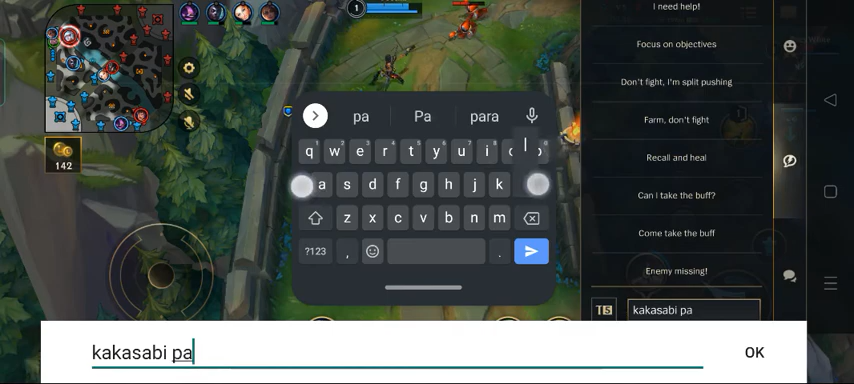 I need help!
1
Focus on objectives
Don't fight, I'm split pushing
142
pa Pa para
q w e r t y u i
Farm, don't fight
a s d f g h j k l
Recall and heal
z x c v b n m
Can I take the buff?
?123 , .
Come take the buff
Enemy missing!
TS kakasabi pa
kakasabi pa OK